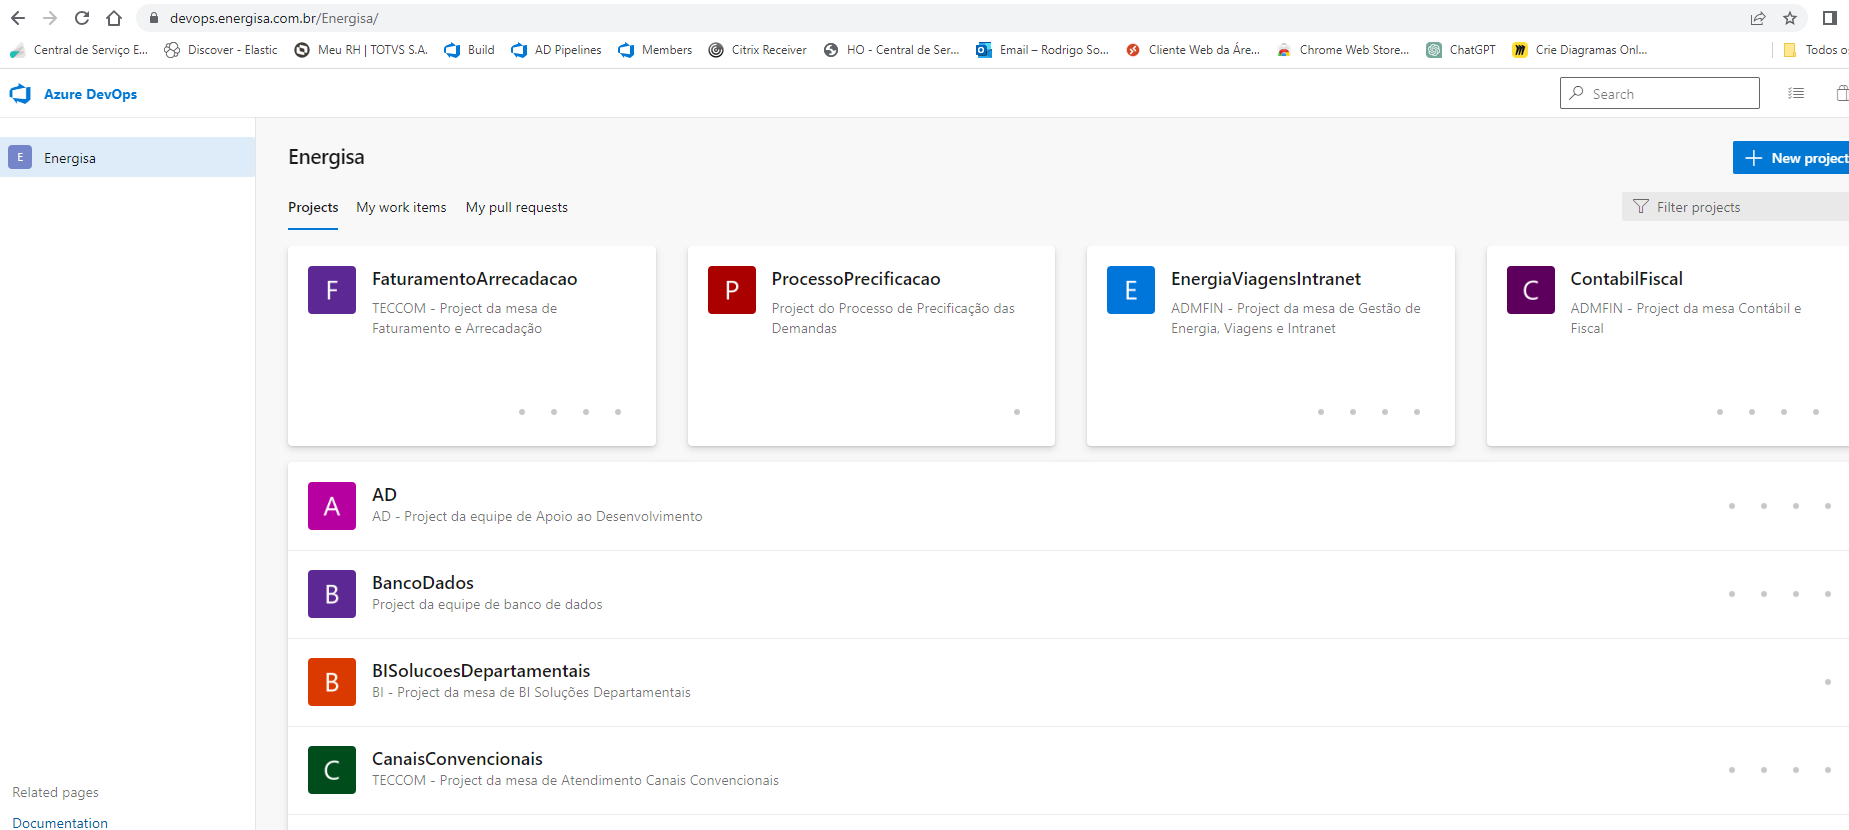 devops.energisa.com.br/Energisa/
Central de Serviço E... Discover - Elastic Meu RH | TOTVS S.A. Build AD Pipelines Members Citrix Receiver HO - Central de Ser... Email – Rodrigo So... Cliente Web da Áre... Chrome Web Store... ChatGPT Crie Diagramas Onl... Todos o
Azure DevOps
Search
E Energisa
Energisa
New project
Projects My work items My pull requests
Filter projects
F
FaturamentoArrecadacao
TECCOM - Project da mesa de
Faturamento e Arrecadação
P
ProcessoPrecificacao
Project do Processo de Precificação das
Demandas
E
EnergiaViagensIntranet
ADMFIN - Project da mesa de Gestão de
Energia, Viagens e Intranet
C
ContabilFiscal
ADMFIN - Project da mesa Contábil e
Fiscal
A
AD
AD - Project da equipe de Apoio ao Desenvolvimento
B
BancoDados
Project da equipe de banco de dados
B
BISolucoesDepartamentais
BI - Project da mesa de BI Soluções Departamentais
C
CanaisConvencionais
TECCOM - Project da mesa de Atendimento Canais Convencionais
Related pages
Documentation